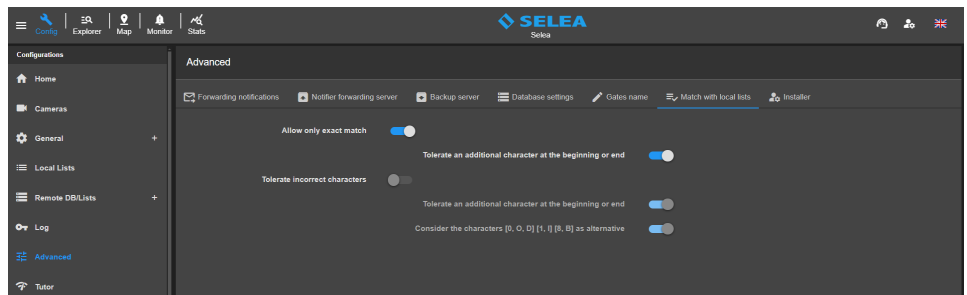 Config
Explorer
Map
Monitor
Stats
SELEA
Selea
Configurations
Home
Cameras
General +
Local Lists
Remote DB/Lists +
Log
Advanced
Tutor
Advanced
Forwarding notifications Notifier forwarding server Backup server Database settings Gates name Match with local lists Installer
Allow only exact match
Tolerate an additional character at the beginning or end
Tolerate incorrect characters
Tolerate an additional character at the beginning or end
Consider the characters [0, O, D] [1, I] [8, B] as alternative